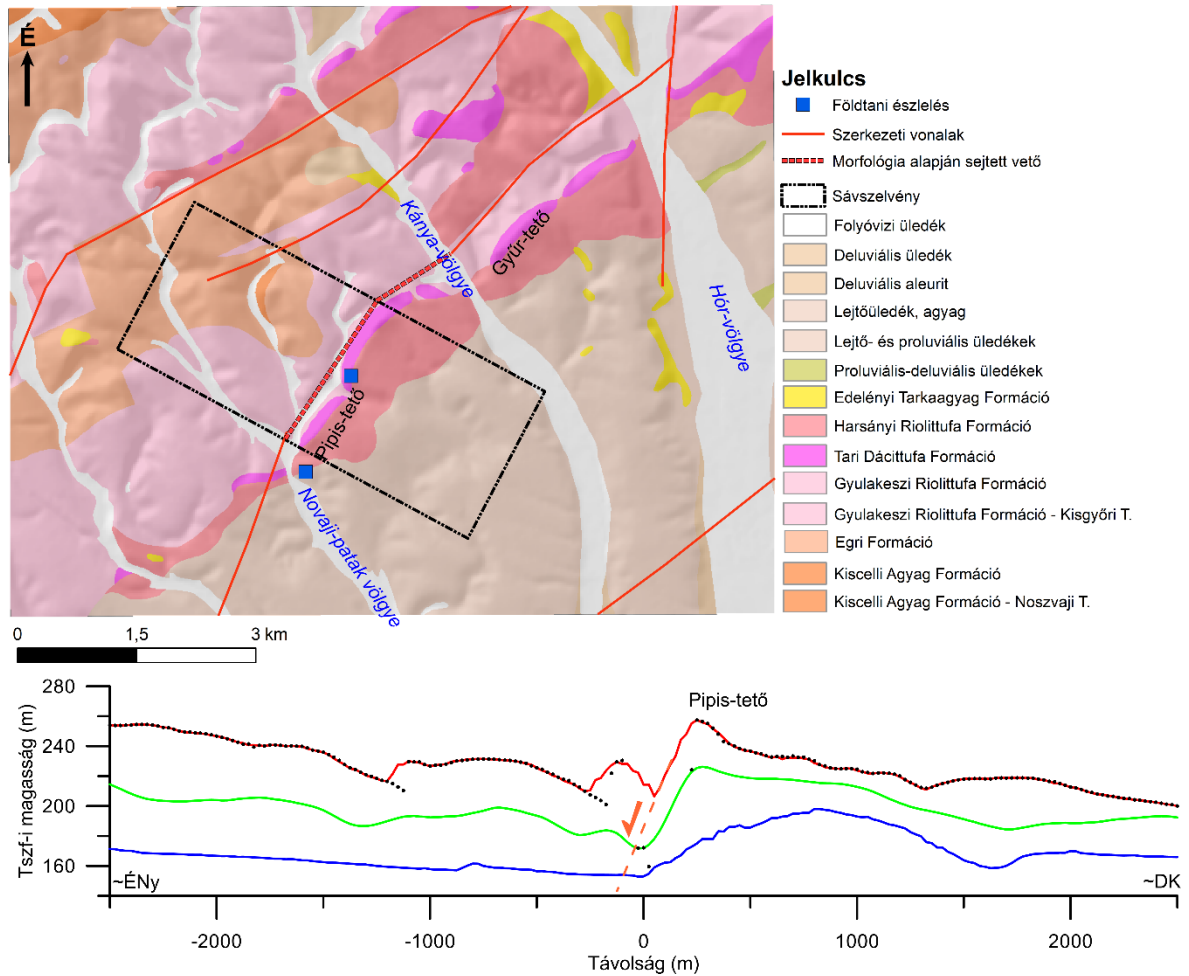 É
Kánya-völgye
Gyűr-tető
Hór-völgye
Pipis-tető
Novaji-patak völgye
0
1,5
3 km
Jelkulcs
Földtani észlelés
Szerkezeti vonalak
Morfológia alapján sejtett vető
Sávszelvény
Folyóvizi üledék
Deluviális üledék
Deluviális aleurit
Lejtőüledék, agyag
Lejtő- és proluviális üledékek
Proluviális-deluviális üledékek
Edelényi Tarkaagyag Formáció
Harsányi Riolittufa Formáció
Tari Dácittufa Formáció
Gyulakeszi Riolittufa Formáció
Gyulakeszi Riolittufa Formáció - Kisgyőri T.
Egri Formáció
Kiscelli Agyag Formáció
Kiscelli Agyag Formáció - Noszvaji T.
Tszf-i magasság (m)
280
240
200
160
Pipis-tető
~ÉNy
~DK
-2000
-1000
0
1000
2000
Távolság (m)